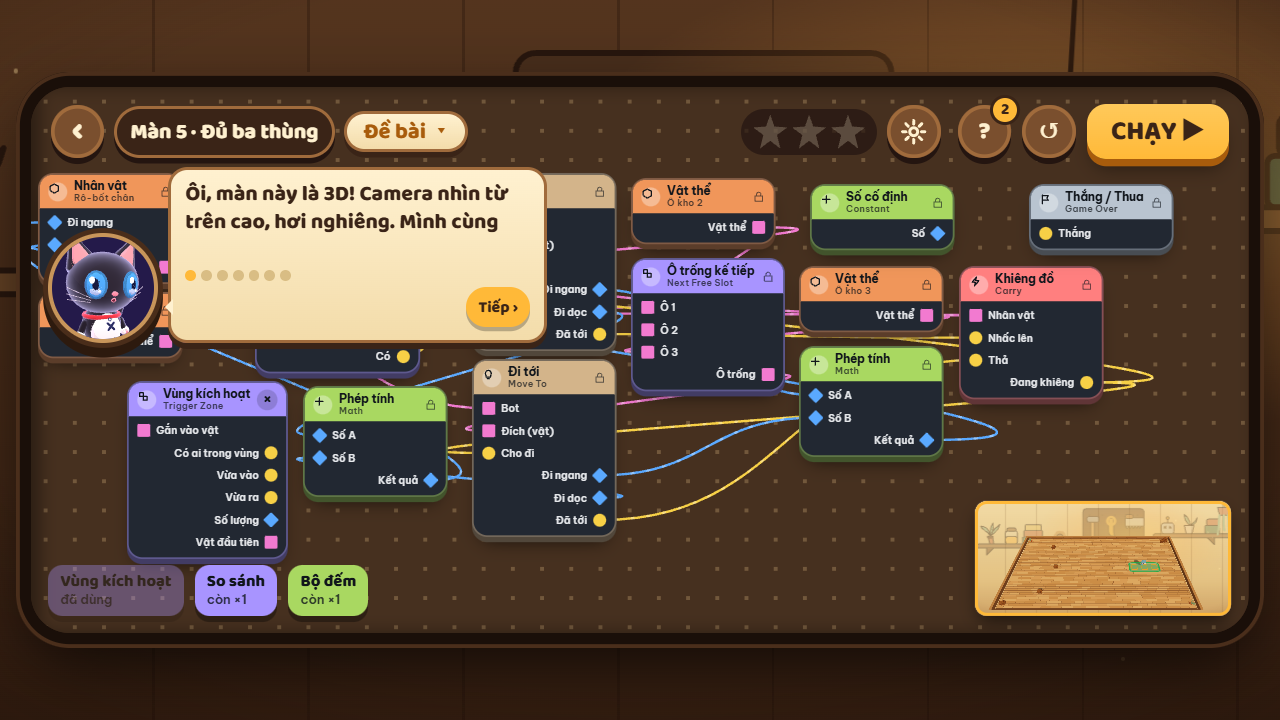 Màn 5 • Đủ ba thùng
Đề bài
2
?
CHẠY
Nhân vật
Rô-bốt chân
Đi ngang
Ôi, màn này là 3D! Camera nhìn từ
trên cao, hơi nghiêng. Mình cùng
Tiếp ›
Có
Đi ngang
Đi dọc
Đã tới
Vật thể
Ô kho 2
Vật thể
Số cố định
Constant
Số
Thắng / Thua
Game Over
Thắng
Ô trống kế tiếp
Next Free Slot
Ô 1
Ô 2
Ô 3
Ô trống
Vật thể
Ô kho 3
Vật thể
Khiêng đồ
Carry
Nhân vật
Nhấc lên
Thả
Đang khiêng
Phép tính
Math
Số A
Số B
Kết quả
Vùng kích hoạt
Trigger Zone
Gắn vào vật
Có ai trong vùng
Vừa vào
Vừa ra
Số lượng
Vật đầu tiên
Phép tính
Math
Số A
Số B
Kết quả
Đi tới
Move To
Bot
Đích (vật)
Cho đi
Đi ngang
Đi dọc
Đã tới
Vùng kích hoạt
đã dùng
So sánh
còn ×1
Bộ đếm
còn ×1